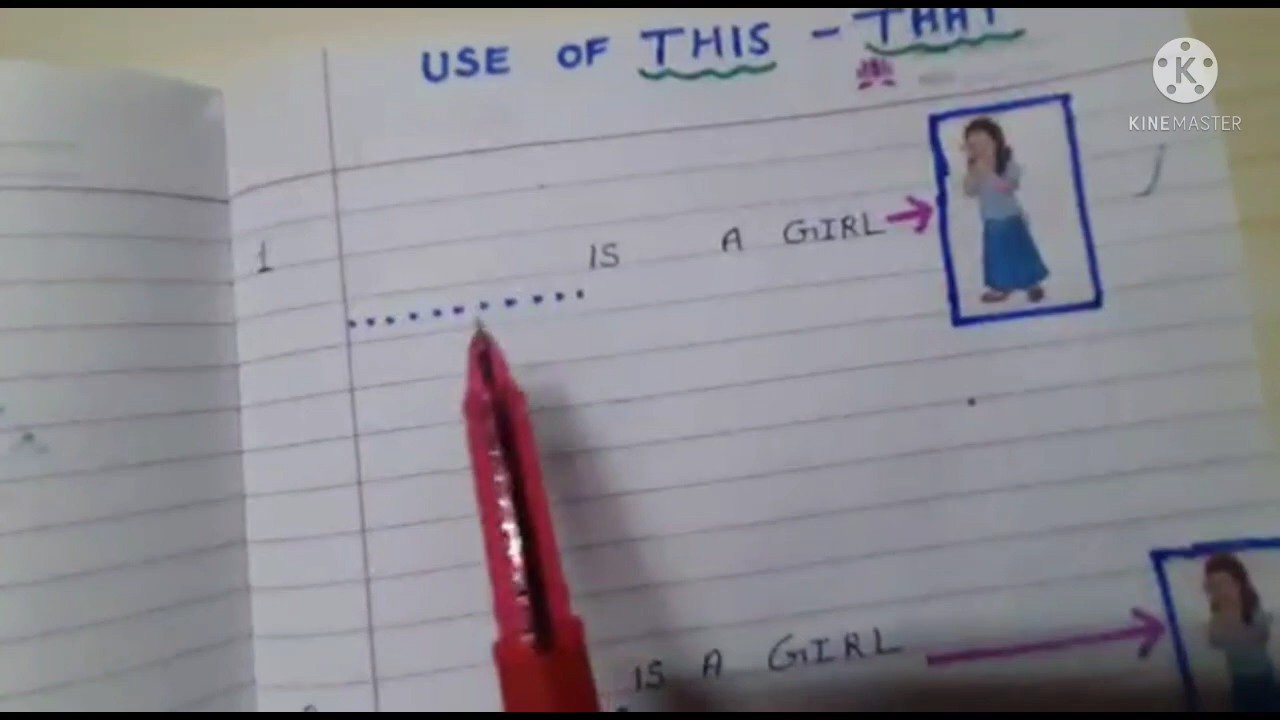 USE OF THIS - THAT
KINEMASTER
1 .......... IS A GIRL
IS A GIRL